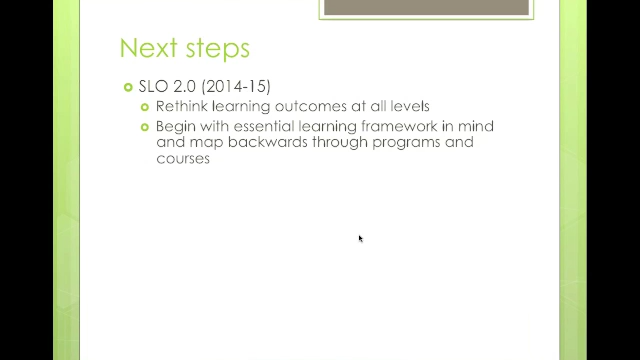 Next steps
SLO 2.0 (2014-15)
Rethink learning outcomes at all levels
Begin with essential learning framework in mind
and map backwards through programs and
courses